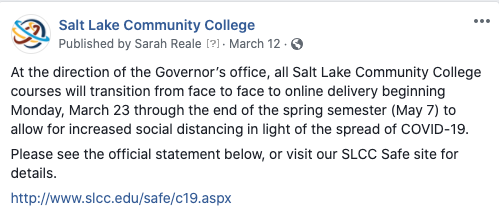 Salt Lake Community College
Published by Sarah Reale [?] · March 12 ·
At the direction of the Governor's office, all Salt Lake Community College
courses will transition from face to face to online delivery beginning
Monday, March 23 through the end of the spring semester (May 7) to
allow for increased social distancing in light of the spread of COVID-19.
Please see the official statement below, or visit our SLCC Safe site for
details.
http://www.slcc.edu/safe/c19.aspx